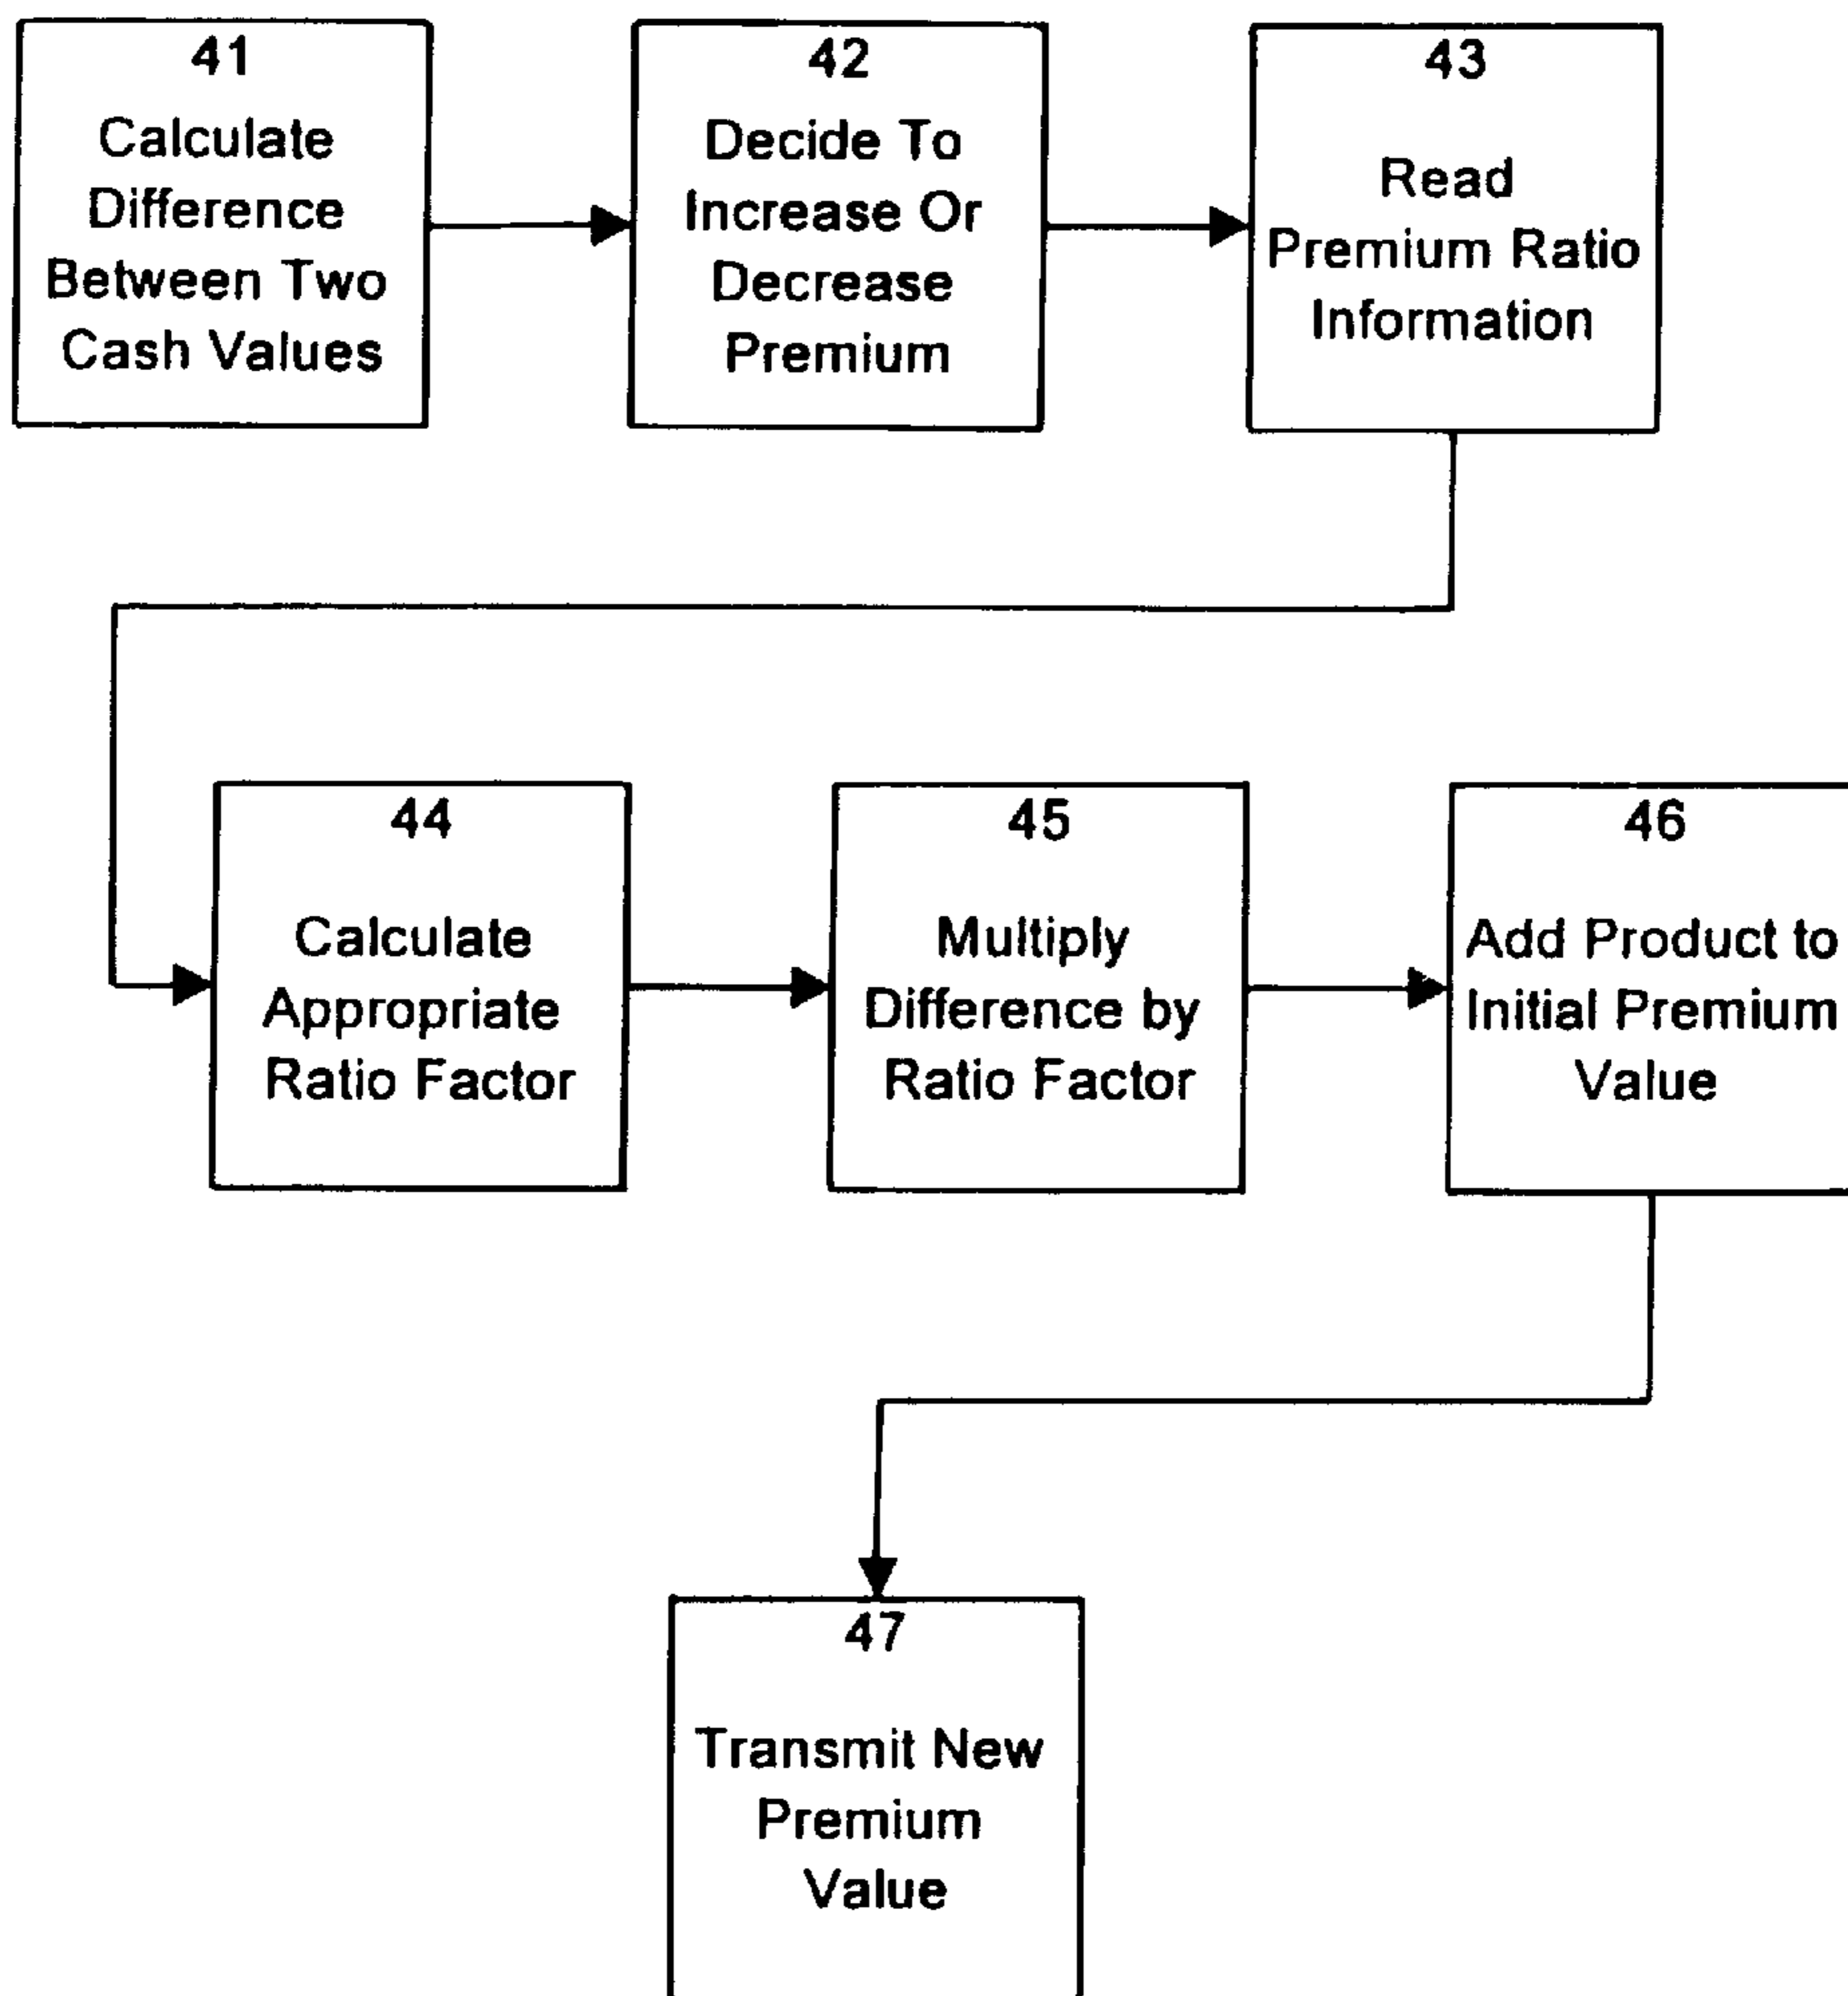 41
Calculate
Difference
Between Two
Cash Values
42
Decide To
Increase Or
Decrease
Premium
43
Read
Premium Ratio
Information
44
Calculate
Appropriate
Ratio Factor
45
Multiply
Difference by
Ratio Factor
46
Add Product to
Initial Premium
Value
47
Transmit New
Premium
Value